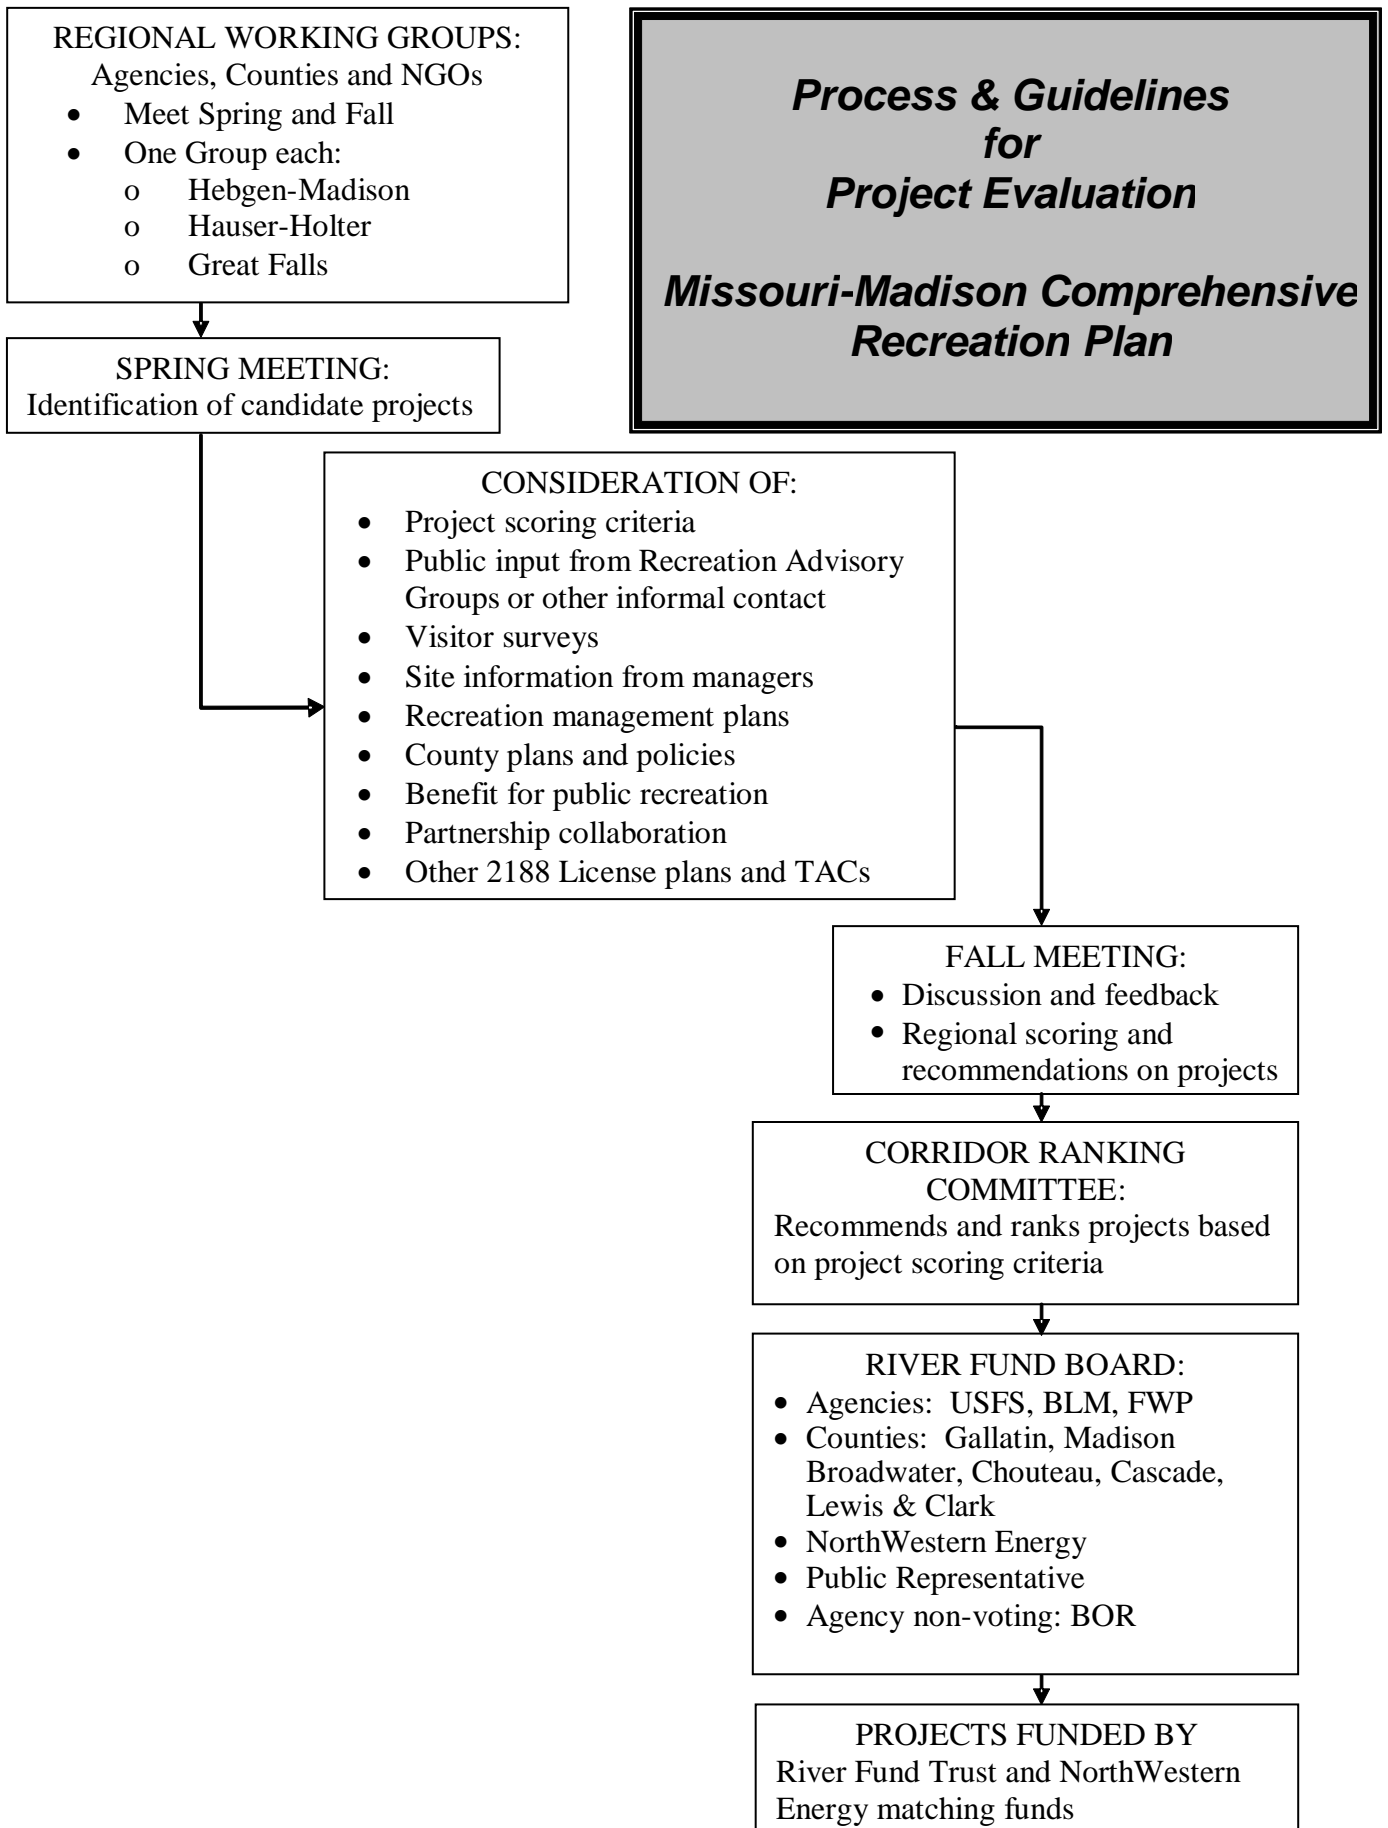 REGIONAL WORKING GROUPS:
Agencies, Counties and NGOs
• Meet Spring and Fall
• One Group each:
o Hebgen-Madison
o Hauser-Holter
o Great Falls
Process & Guidelines
for
Project Evaluation
Missouri-Madison Comprehensive
Recreation Plan
SPRING MEETING:
Identification of candidate projects
CONSIDERATION OF:
• Project scoring criteria
• Public input from Recreation Advisory
Groups or other informal contact
• Visitor surveys
• Site information from managers
• Recreation management plans
• County plans and policies
• Benefit for public recreation
• Partnership collaboration
• Other 2188 License plans and TACs
FALL MEETING:
• Discussion and feedback
• Regional scoring and
recommendations on projects
CORRIDOR RANKING
COMMITTEE:
Recommends and ranks projects based
on project scoring criteria
RIVER FUND BOARD:
• Agencies: USFS, BLM, FWP
• Counties: Gallatin, Madison
Broadwater, Chouteau, Cascade,
Lewis & Clark
• NorthWestern Energy
• Public Representative
• Agency non-voting: BOR
PROJECTS FUNDED BY
River Fund Trust and NorthWestern
Energy matching funds